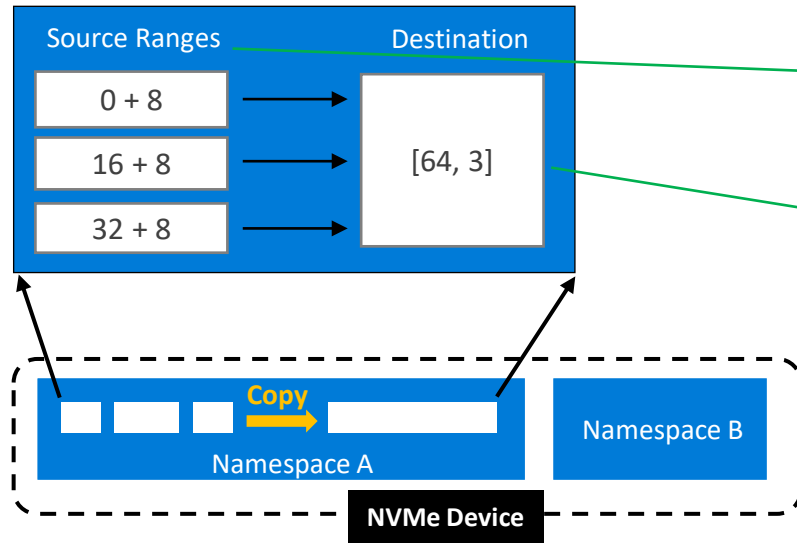 Source Ranges
Destination
0 + 8
16 + 8
32 + 8
[64, 3]
Copy
Namespace A
Namespace B
NVMe Device